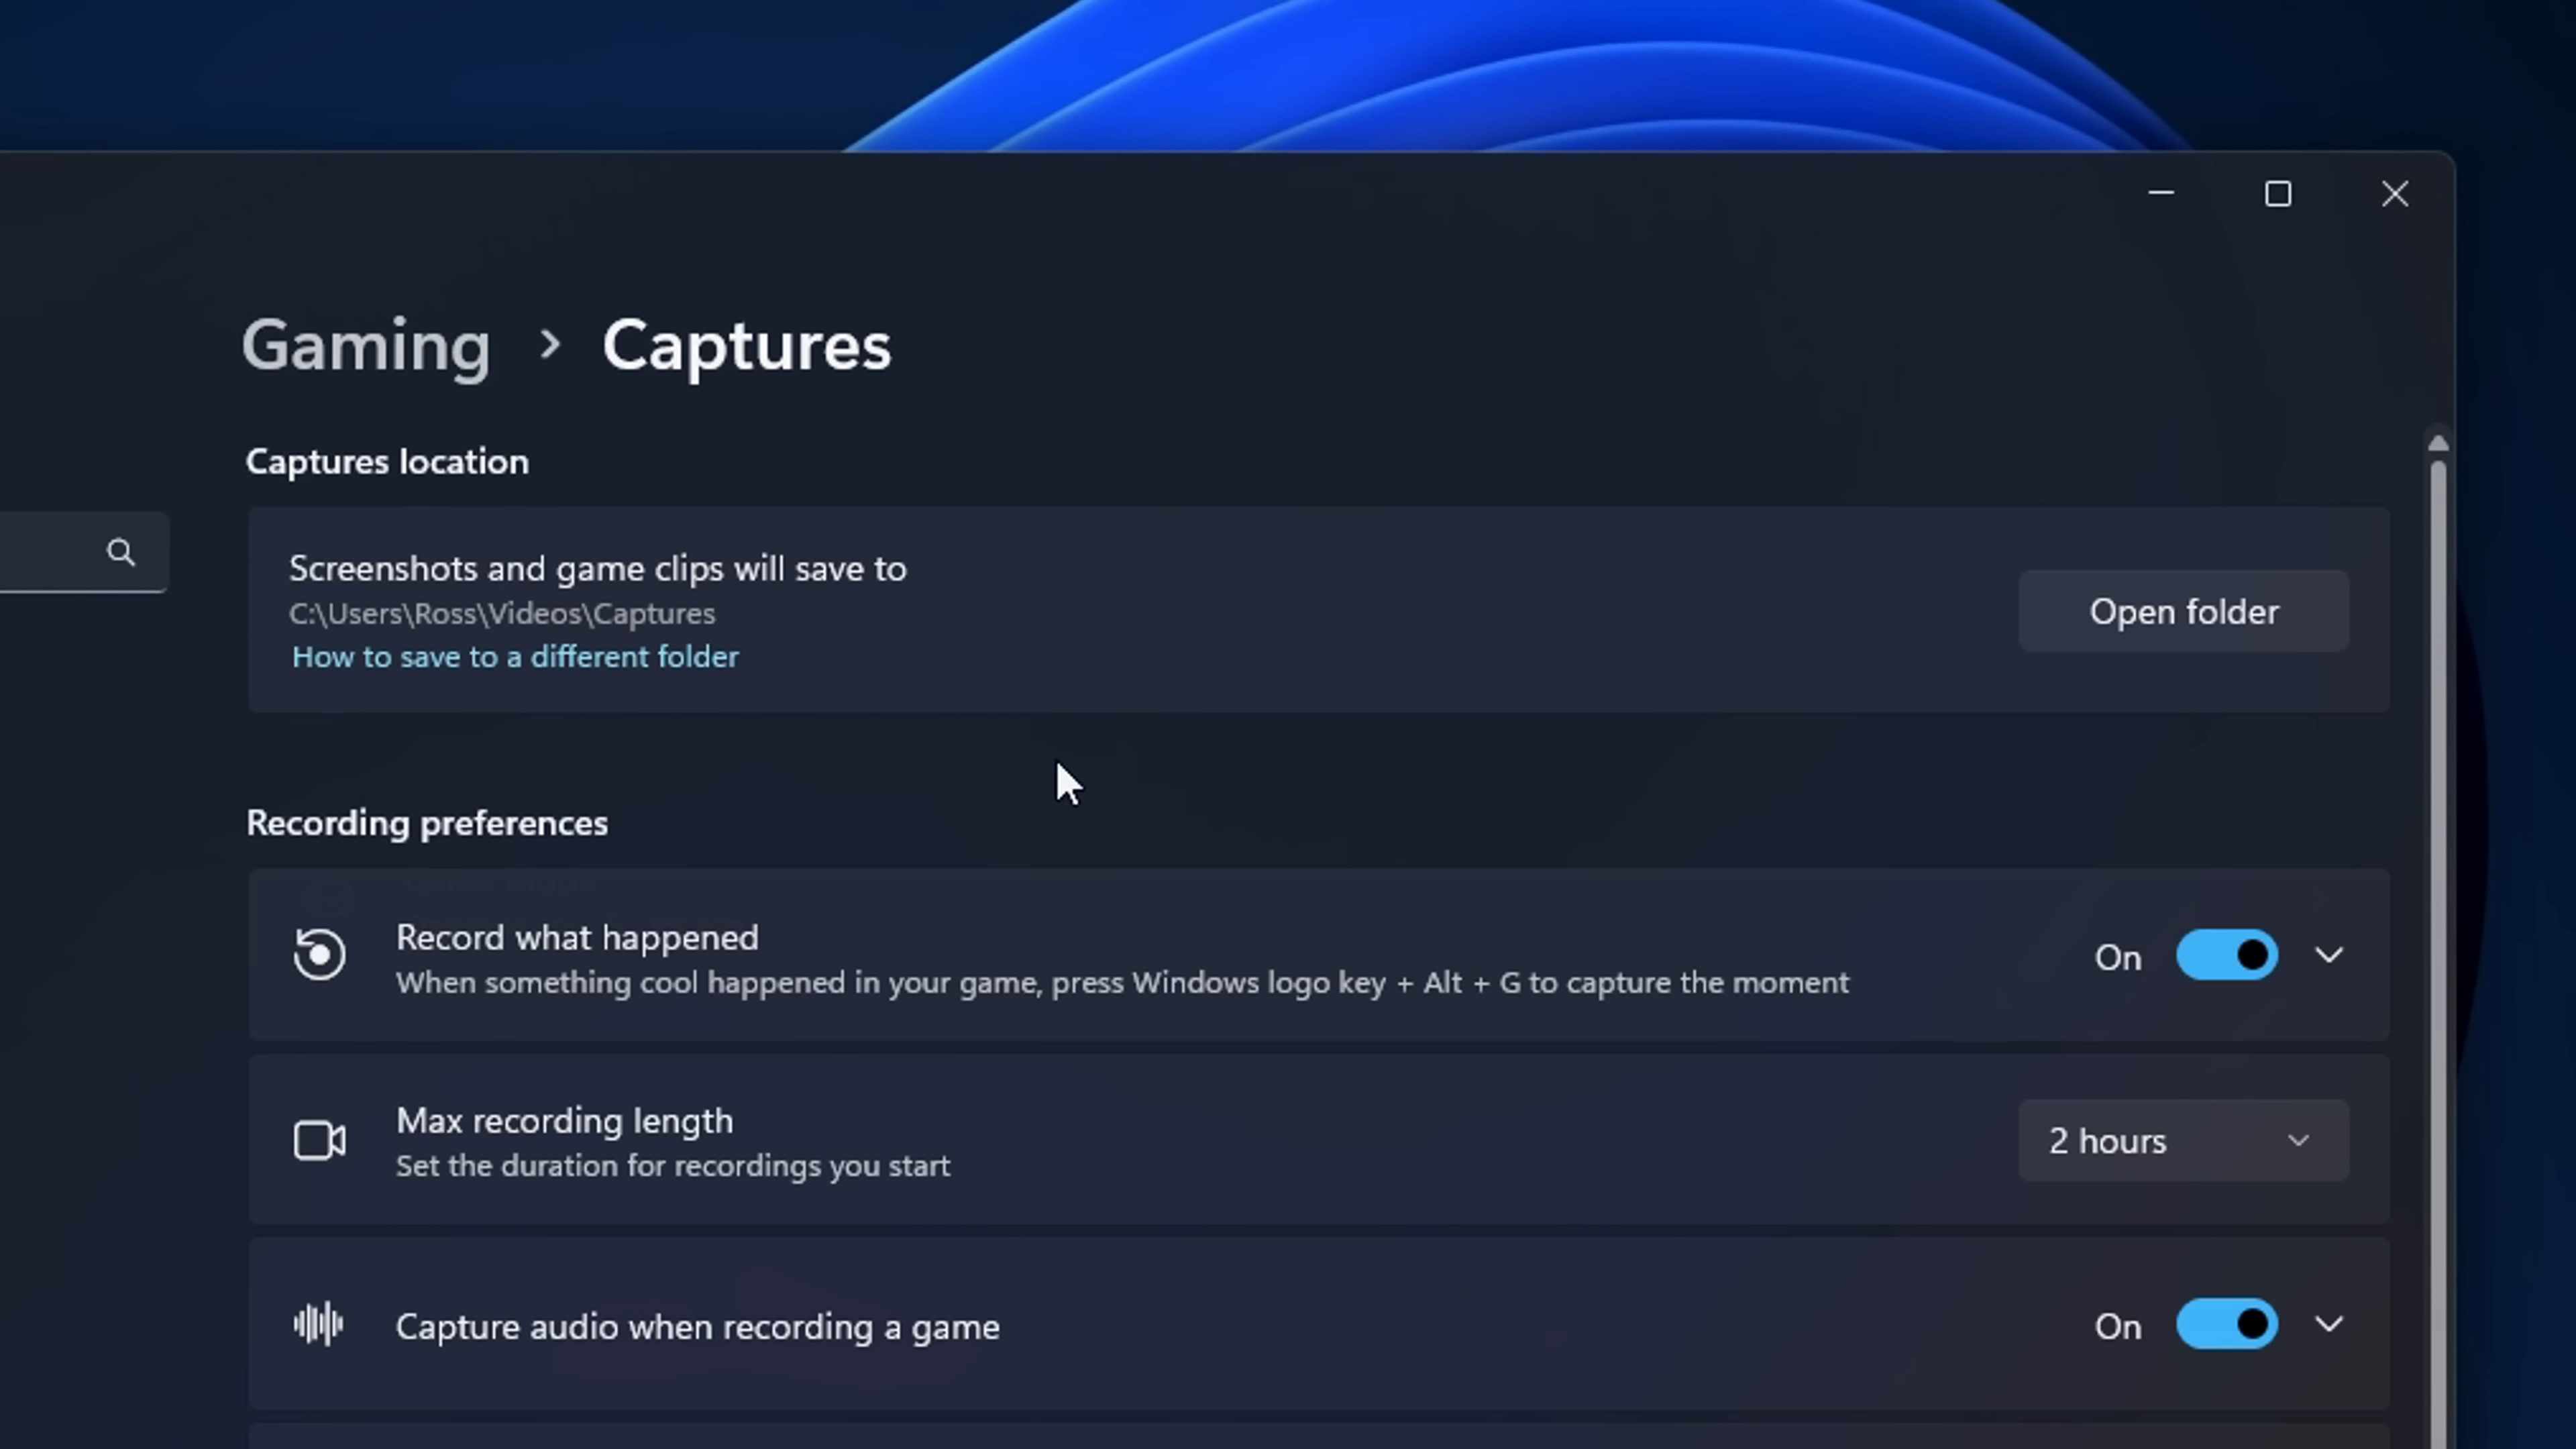 Gaming > Captures
Captures location
Screenshots and game clips will save to
C:\Users\Ross\Videos\Captures
How to save to a different folder
Open folder
Recording preferences
Record what happened
When something cool happened in your game, press Windows logo key + Alt + G to capture the moment
On
Max recording length
Set the duration for recordings you start
2 hours
Capture audio when recording a game
On